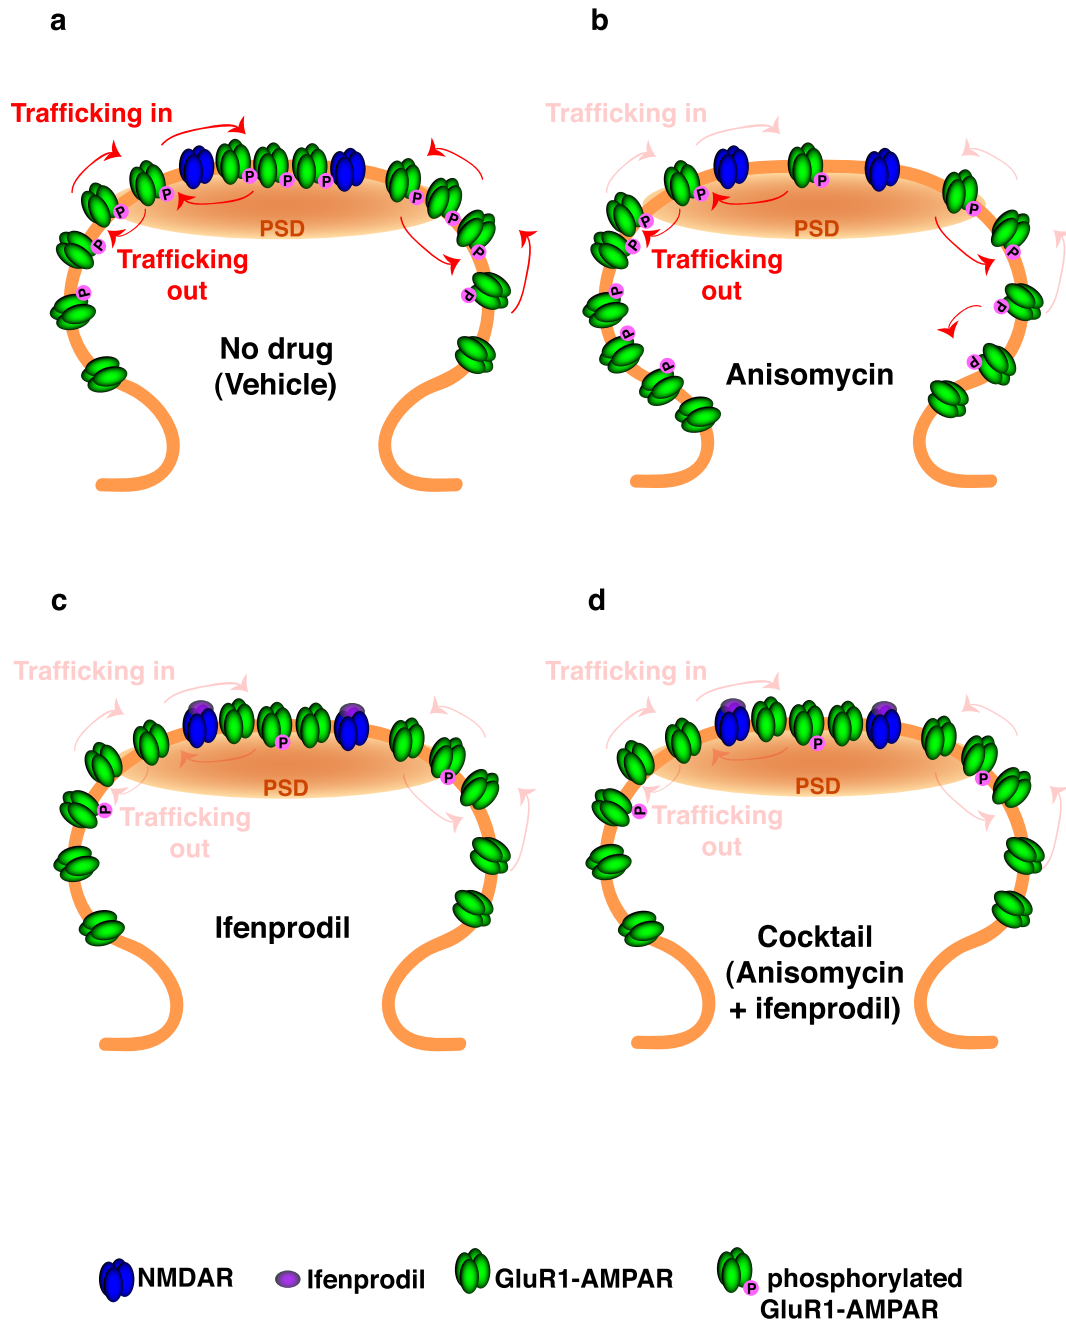 a
Trafficking in
P
P
P
P
P
P
P
P
P
P
P
P
PSD
Trafficking
out
No drug
(Vehicle)
b
Trafficking in
P
P
P
P
P
P
P
P
P
P
P
PSD
Trafficking
out
Anisomycin
c
Trafficking in
P
P
P
PSD
Trafficking
out
Ifenprodil
d
Trafficking in
P
P
P
PSD
Trafficking
out
Cocktail
(Anisomycin
+ ifenprodil)
NMDAR
Ifenprodil
GluR1-AMPAR
P
phosphorylated
GluR1-AMPAR